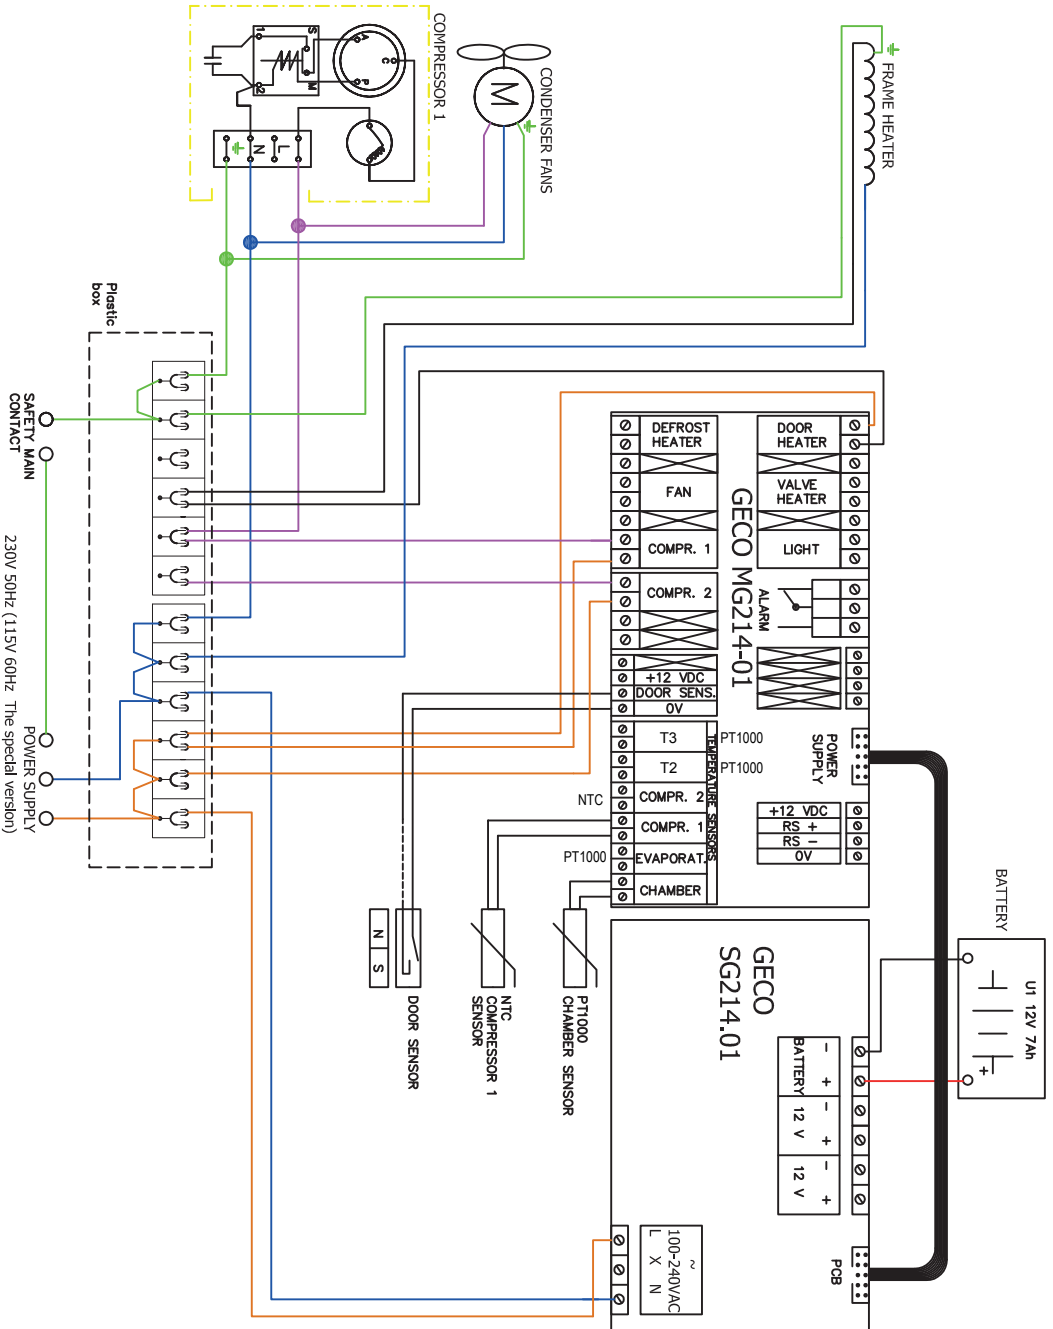 COMPRESSOR 1
1
S
2
M
A
C
P
N
L
CONDENSER FANS
M
FRAME HEATER
Plastic
box
SAFETY MAIN
CONTACT
POWER SUPPLY
230V 50Hz (115V 60Hz The special version)
GECO MG214-01
DEFROST
HEATER
FAN
COMPR. 1
COMPR. 2
+12 VDC
DOOR SENS.
0V
DOOR
HEATER
VALVE
HEATER
LIGHT
ALARM
POWER
SUPPLY
+12 VDC
RS +
RS -
0V
TEMPERATURE SENSORS
T3
PT1000
T2
PT1000
NTC
COMPR. 2
COMPR. 1
PT1000
EVAPORAT.
CHAMBER
N
S
DOOR SENSOR
NTC
COMPRESSOR 1
SENSOR
PT1000
CHAMBER SENSOR
GECO
SG214.01
BATTERY
U1 12V 7Ah
+
- +
BATTERY
- +
12 V
- +
12 V
PCB
~
100-240VAC
L X N